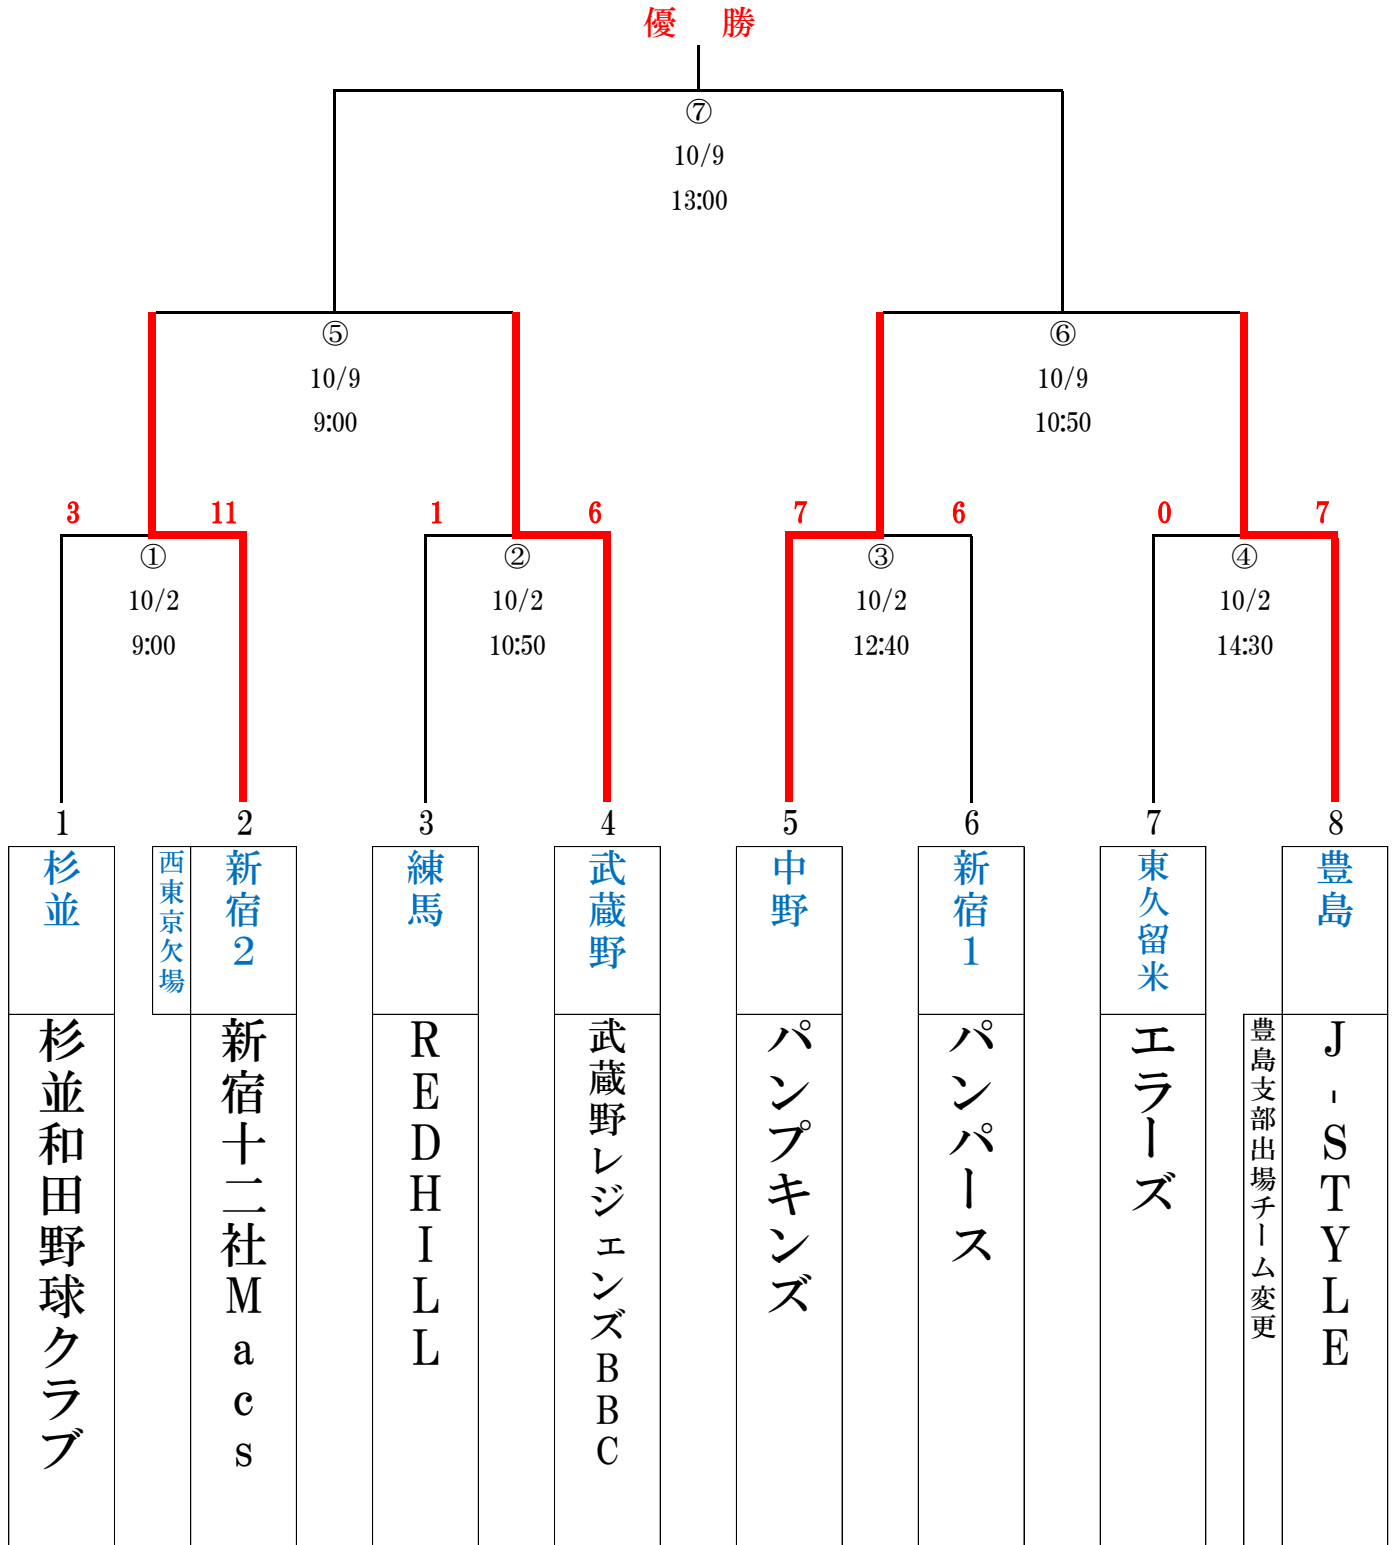 優　勝
⑦
10/9
13:00
⑤
10/9
9:00
⑥
10/9
10:50
3
11
1
6
7
6
0
7
①
10/2
9:00
②
10/2
10:50
③
10/2
12:40
④
10/2
14:30
1
2
3
4
5
6
7
8
杉並
西東京欠場
新宿２
練馬
武蔵野
中野
新宿１
東久留米
豊島
杉並和田野球クラブ
新宿十二社Ｍａｃｓ
ＲＥＤＨＩＬＬ
武蔵野レジェンズＢＢＣ
パンプキンズ
パンパース
エラーズ
豊島支部出場チーム変更
Ｊ-ＳＴＹＬＥ